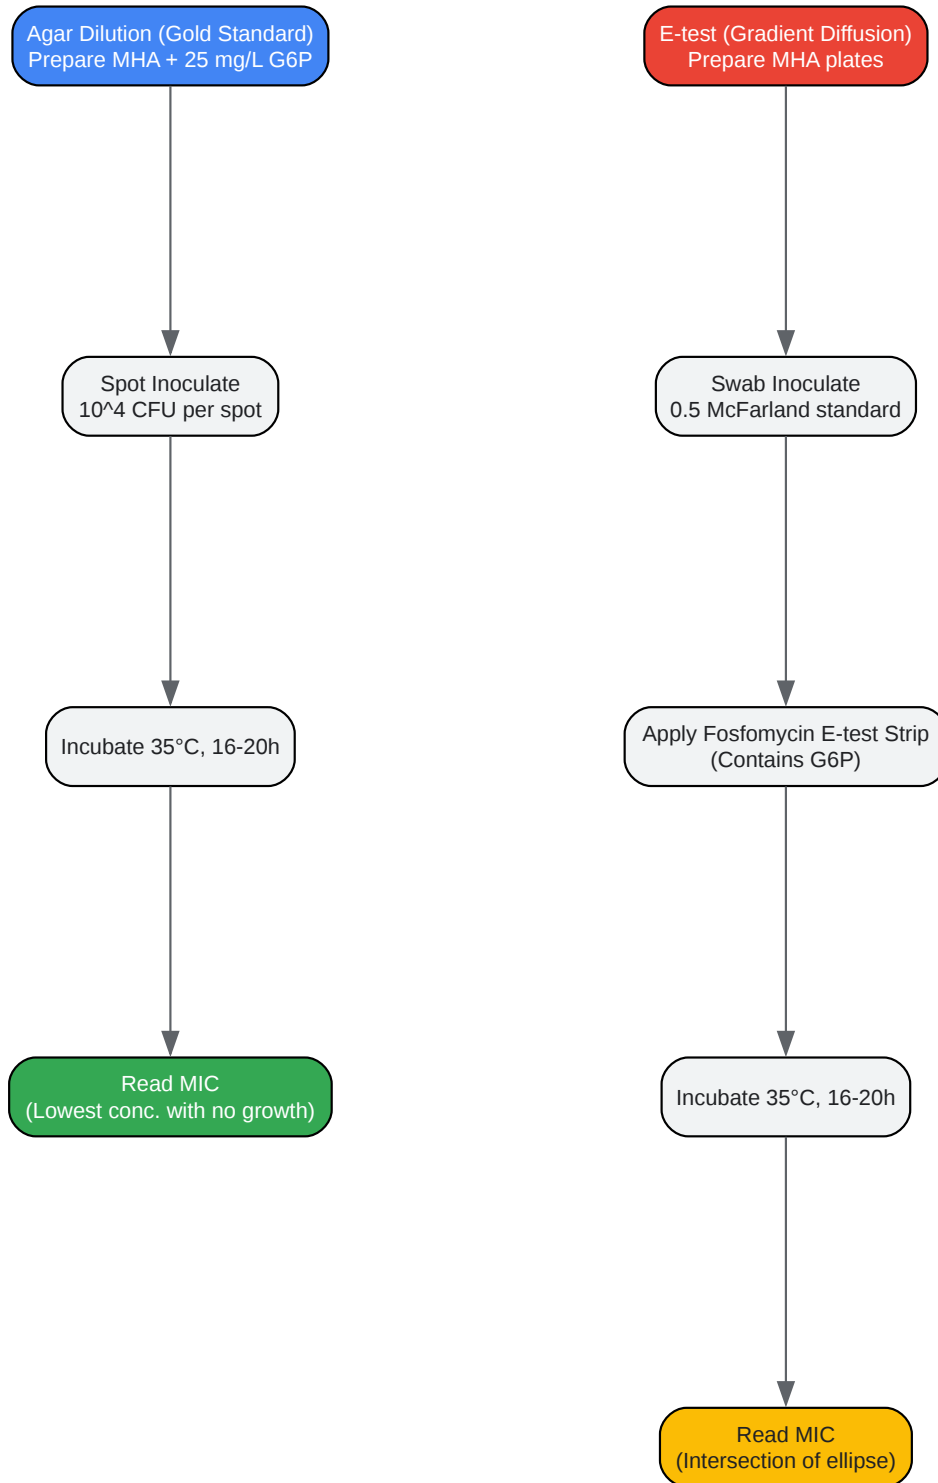 Agar Dilution (Gold Standard)
Prepare MHA + 25 mg/L G6P
Spot Inoculate
10^4 CFU per spot
Incubate 35°C, 16-20h
Read MIC
(Lowest conc. with no growth)
E-test (Gradient Diffusion)
Prepare MHA plates
Swab Inoculate
0.5 McFarland standard
Apply Fosfomycin E-test Strip
(Contains G6P)
Incubate 35°C, 16-20h
Read MIC
(Intersection of ellipse)